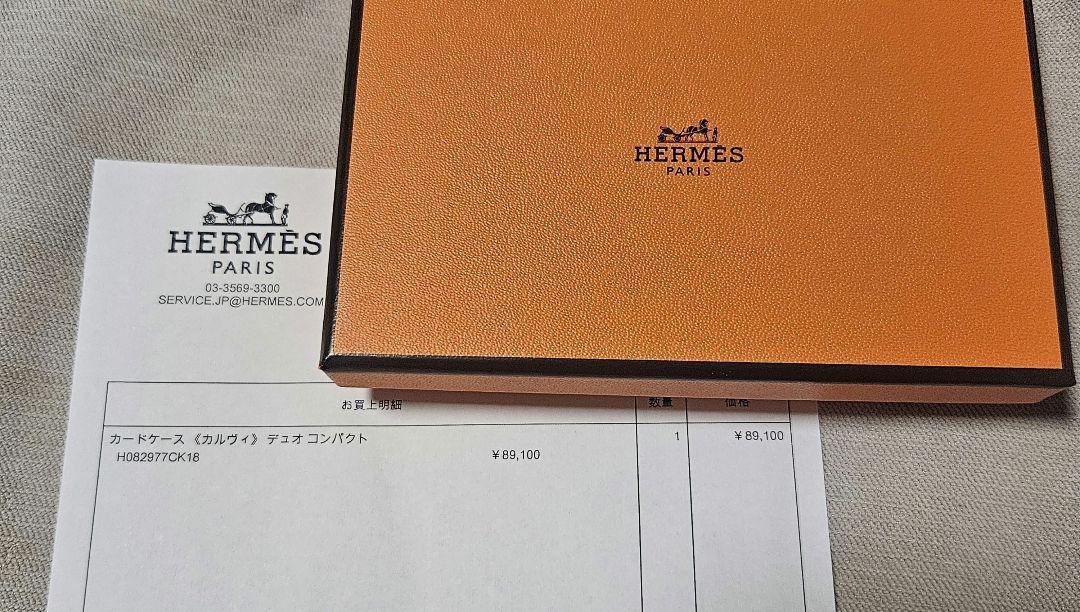 HERMÈS
PARIS
HERMÈS
PARIS
03-3569-3300
SERVICE.JP@HERMES.COM
お買上明細 数量 価格
カードケース 《カルヴィ》 デュオ コンパクト 1 ¥89,100
H082977CK18 ¥89,100